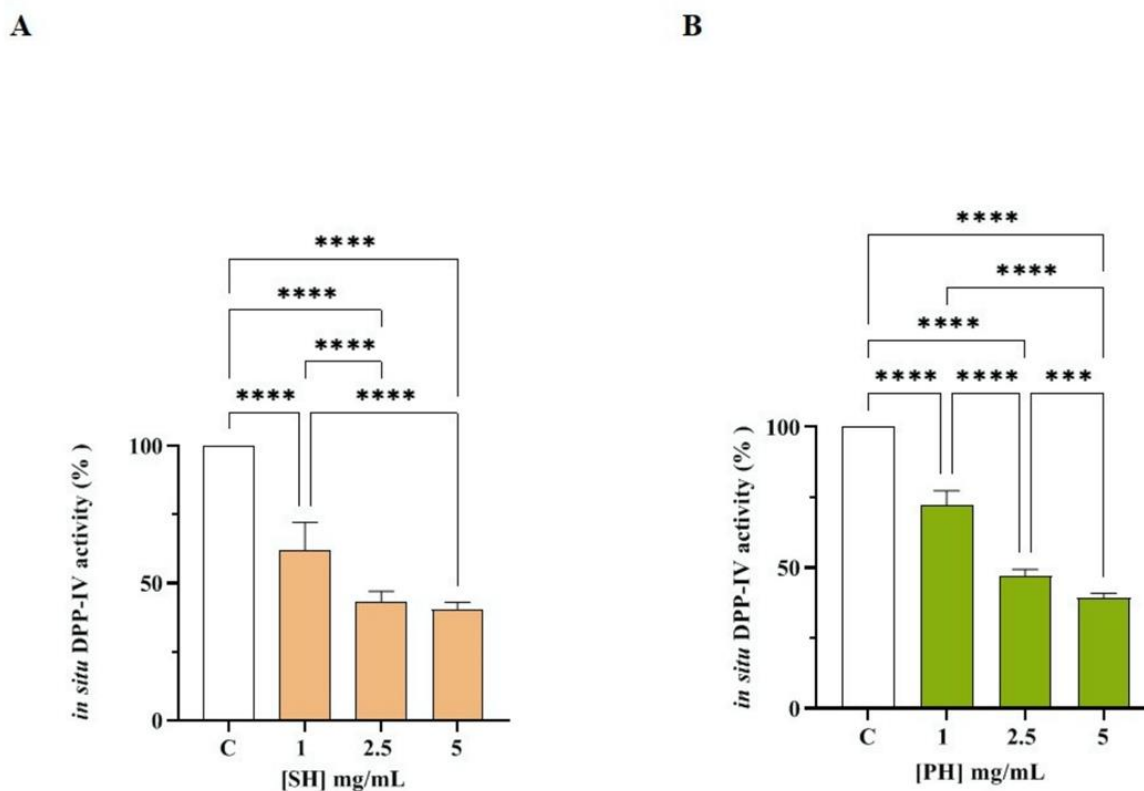 A
B
****
****
****
****
****
in situ DPP-IV activity (% )
100
50
0
C 1 2.5 5
[SH] mg/mL
****
****
****
****
****
***
in situ DPP-IV activity (% )
100
50
0
C 1 2.5 5
[PH] mg/mL